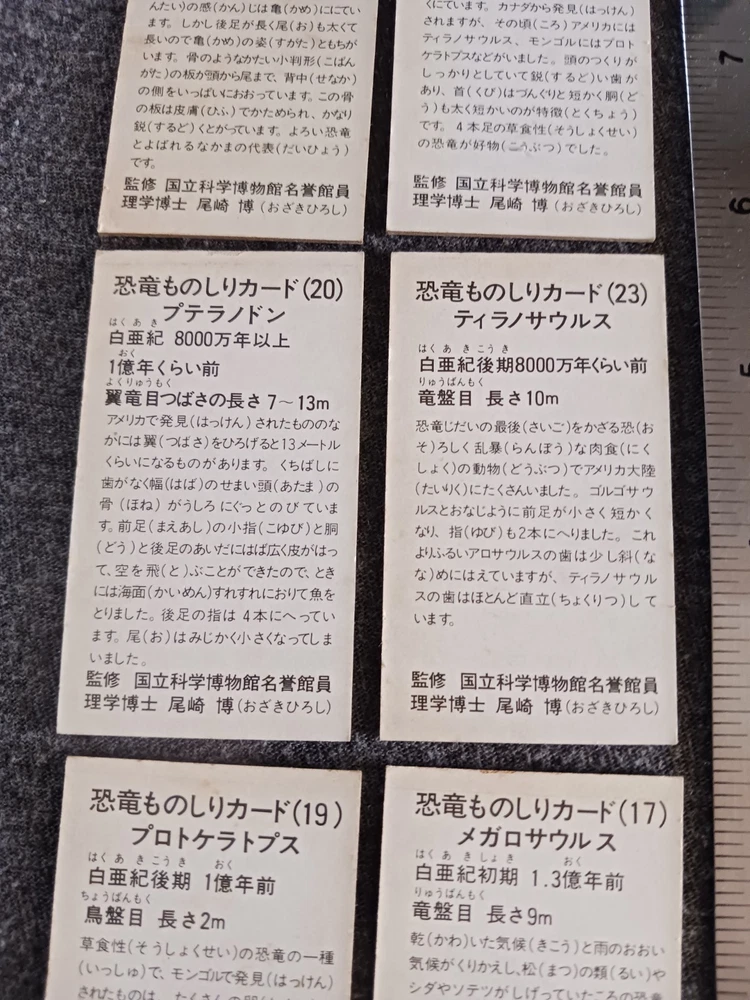 んたい)の感(かん)じは亀(かめ)ににてい
ます。しかし後足が長く尾(お)も太くて
長いので亀(かめ)の姿(すがた)ともちが
います。骨のようなかたい小判形(こばん
がた)の板が頭から尾まで、背中(せなか)
の側をいっぱいにおおっています。この骨
の板は皮膚(ひふ)でかためられ、かなり
鋭(するど)くとがっています。よろい恐竜
とよばれるなかまの代表(だいひょう)
です。
監修 国立科学博物館名誉館員
理学博士 尾崎 博(おざきひろし)
くにています。カナダから発見(はっけん)
されますが、その頃(ころ)アメリカには
ティラノサウルス、モンゴルにはプロト
ケラトプスなどがいました。頭のつくりが
しっかりとしていて鋭(するど)い歯が
あり、首(くび)はづんぐりと短かく胴(ど
う)も太く短かいのが特徴(とくちょう)
です。4本足の草食性(そうしょくせい)
の恐竜が好物(こうぶつ)でした。
監修 国立科学博物館名誉館員
理学博士 尾崎 博(おざきひろし)
恐竜ものしりカード(20)
プテラノドン
はくあき
白亜紀 8000万年以上
おく
1億年くらい前
よくりゅうもく
翼竜目つばさの長さ7〜13m
アメリカで発見(はっけん)されたもののな
がには翼(つばさ)をひろげると13メートル
くらいになるものがあります。くちばしに
歯がなく幅(はば)のせまい頭(あたま)の
骨(ほね)がうしろにぐっとのびていま
す。前足(まえあし)の小指(こゆび)と胴
(どう)と後足のあいだにはば広く皮がはっ
て、空を飛(と)ぶことができたので、とき
には海面(かいめん)すれすれにおりて魚を
とりました。後足の指は4本にへってい
ます。尾(お)はみじかく小さくなってしま
いました。
監修 国立科学博物館名誉館員
理学博士 尾崎 博(おざきひろし)
恐竜ものしりカード(23)
ティラノサウルス
はくあきこうき
白亜紀後期8000万年くらい前
りゅうばんもく
竜盤目 長さ10m
恐竜じだいの最後(さいご)をかざる恐(お
そ)ろしく乱暴(らんぼう)な肉食(にく
しょく)の動物(どうぶつ)でアメリカ大陸
(たいりく)にたくさんいました。ゴルゴサウ
ルスとおなじように前足が小さく短かく
なり、指(ゆび)も2本にへりました。これ
よりふるいアロサウルスの歯は少し斜(な
な)めにはえていますが、ティラノサウル
スの歯はほとんど直立(ちょくりつ)して
います。
監修 国立科学博物館名誉館員
理学博士 尾崎 博(おざきひろし)
恐竜ものしりカード(19)
プロトケラトプス
はくあきこうき おく
白亜紀後期 1億年前
ちょうばんもく
鳥盤目 長さ2m
草食性(そうしょくせい)の恐竜の一種
(いっしゅ)で、モンゴルで発見(はっけん)
されたものは、たくさんの
恐竜ものしりカード(17)
メガロサウルス
はくあきしょき おく
白亜紀初期 1.3億年前
りゅうばんもく
竜盤目 長さ9m
乾(かわ)いた気候(きこう)と雨のおおい
気候がくりかえし、松(まつ)の類(るい)や
シダやソテツがしげっていたころの恐
7
6
5